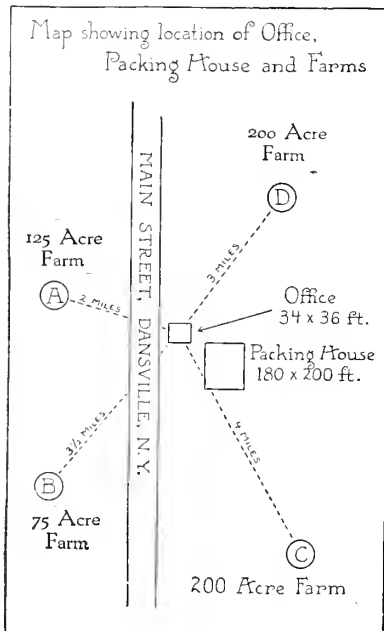 Map showing location of Office,
Packing House and Farms
200 Acre
Farm
D
MAIN STREET, DANSVILLE, N.Y.
125 Acre
Farm
A
2 MILES
3 MILES
Office
34 x 36 ft.
Packing House
180 x 200 ft.
3½ MILES
4 MILES
B
75 Acre
Farm
C
200 Acre Farm